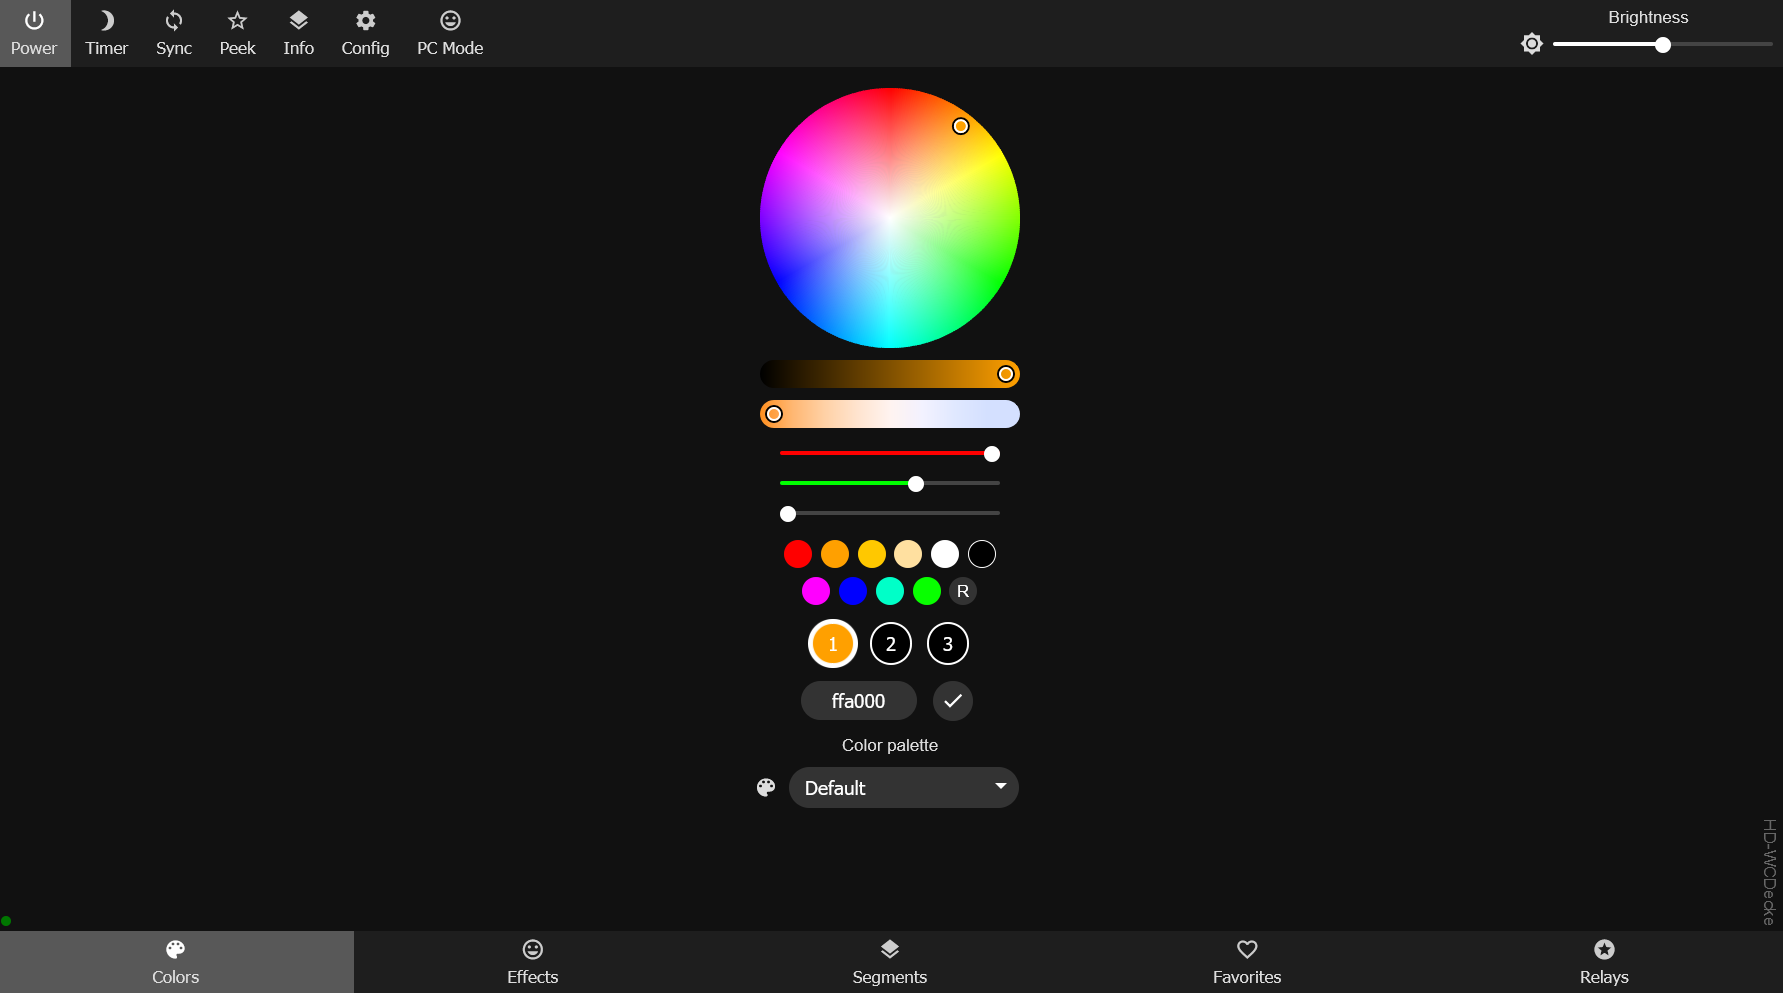 Power Timer Sync Peek Info Config PC Mode
Brightness
R
1 2 3
ffa000
Color palette
Default
HD-WCDecke
Colors Effects Segments Favorites Relays